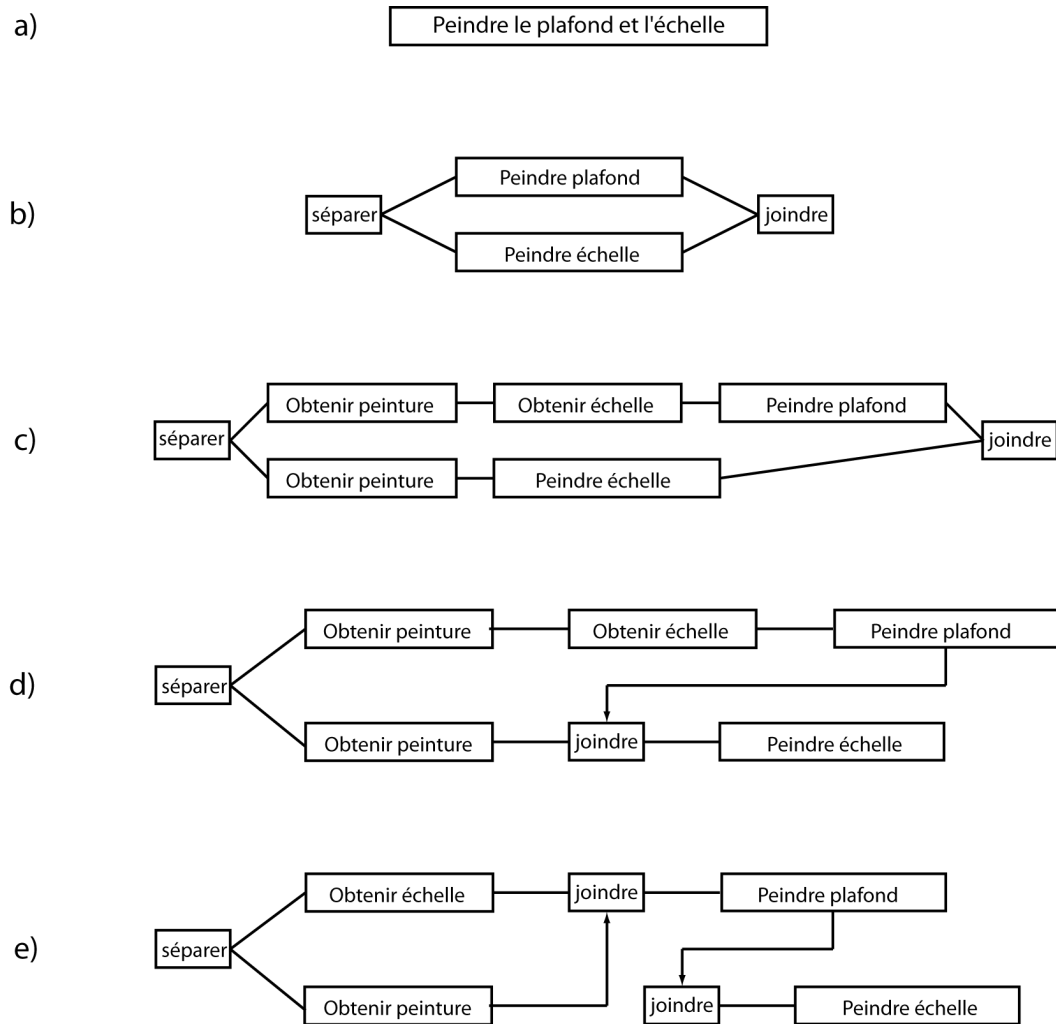 a)
Peindre le plafond et l'échelle
b)
Peindre plafond
séparer
joindre
Peindre échelle
c)
Obtenir peinture
Obtenir échelle
Peindre plafond
séparer
joindre
Obtenir peinture
Peindre échelle
d)
Obtenir peinture
Obtenir échelle
Peindre plafond
séparer
Obtenir peinture
joindre
Peindre échelle
e)
Obtenir échelle
joindre
Peindre plafond
séparer
Obtenir peinture
joindre
Peindre échelle